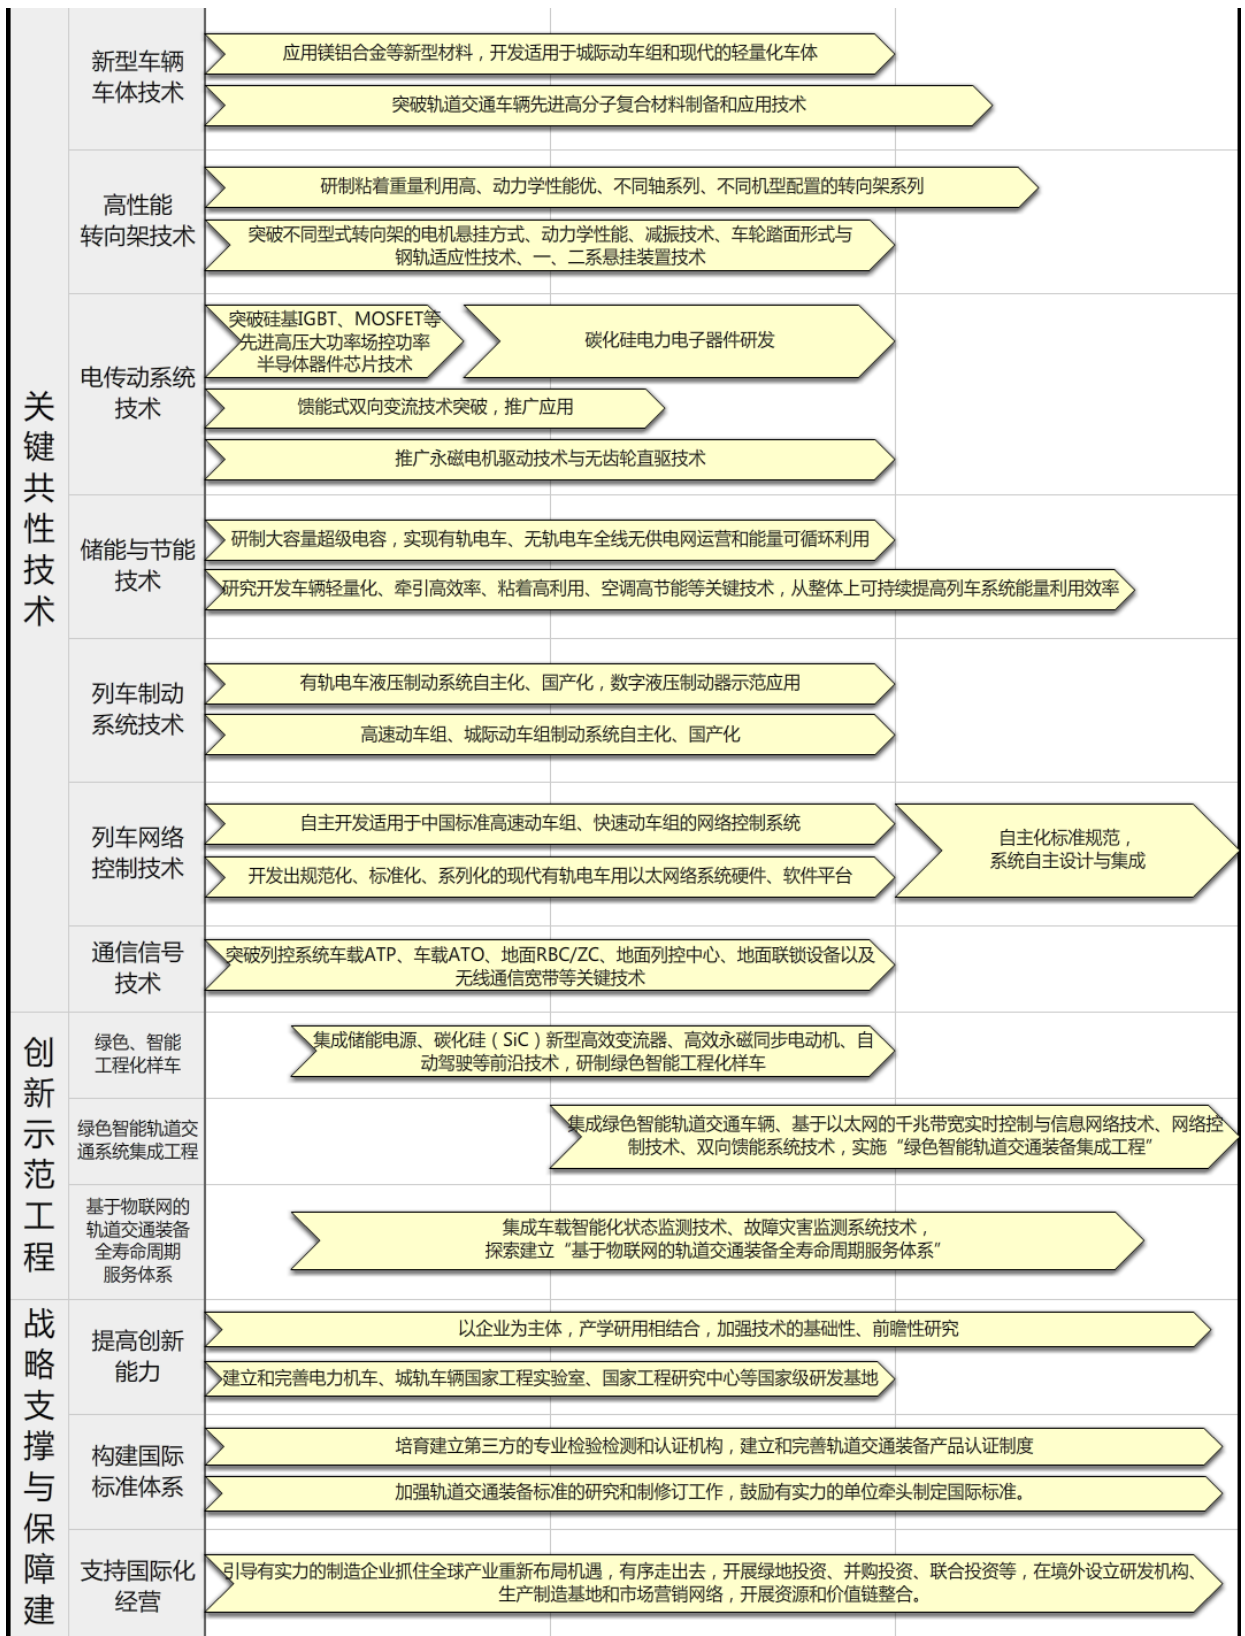 关键共性技术
新型车辆
车体技术
应用镁铝合金等新型材料，开发适用于城际动车组和现代的轻量化车体
突破轨道交通车辆先进高分子复合材料制备和应用技术
高性能
转向架技术
研制粘着重量利用高、动力学性能优、不同轴系列、不同机型配置的转向架系列
突破不同型式转向架的电机悬挂方式、动力学性能、减振技术、车轮踏面形式与
钢轨适应性技术、一、二系悬挂装置技术
电传动系统
技术
突破硅基IGBT、MOSFET等
先进高压大功率场控功率
半导体器件芯片技术
碳化硅电力电子器件研发
馈能式双向变流技术突破，推广应用
推广永磁电机驱动技术与无齿轮直驱技术
储能与节能
技术
研制大容量超级电容，实现有轨电车、无轨电车全线无供电网运营和能量可循环利用
研究开发车辆轻量化、牵引高效率、粘着高利用、空调高节能等关键技术，从整体上可持续提高列车系统能量利用效率
列车制动
系统技术
有轨电车液压制动系统自主化、国产化，数字液压制动器示范应用
高速动车组、城际动车组制动系统自主化、国产化
列车网络
控制技术
自主开发适用于中国标准高速动车组、快速动车组的网络控制系统
开发出规范化、标准化、系列化的现代有轨电车用以太网络系统硬件、软件平台
自主化标准规范，
系统自主设计与集成
通信信号
技术
突破列控系统车载ATP、车载ATO、地面RBC/ZC、地面列控中心、地面联锁设备以及
无线通信宽带等关键技术
创新示范工程
绿色、智能
工程化样车
集成储能电源、碳化硅（SiC）新型高效变流器、高效永磁同步电动机、自
动驾驶等前沿技术，研制绿色智能工程化样车
绿色智能轨道交
通系统集成工程
集成绿色智能轨道交通车辆、基于以太网的千兆带宽实时控制与信息网络技术、网络控
制技术、双向馈能系统技术，实施“绿色智能轨道交通装备集成工程”
基于物联网的
轨道交通装备
全寿命周期
服务体系
集成车载智能化状态监测技术、故障灾害监测系统技术，
探索建立“基于物联网的轨道交通装备全寿命周期服务体系”
战略支撑与保障建
提高创新
能力
以企业为主体，产学研用相结合，加强技术的基础性、前瞻性研究
建立和完善电力机车、城轨车辆国家工程实验室、国家工程研究中心等国家级研发基地
构建国际
标准体系
培育建立第三方的专业检验检测和认证机构，建立和完善轨道交通装备产品认证制度
加强轨道交通装备标准的研究和制修订工作，鼓励有实力的单位牵头制定国际标准。
支持国际化
经营
引导有实力的制造企业抓住全球产业重新布局机遇，有序走出去，开展绿地投资、并购投资、联合投资等，在境外设立研发机构、
生产制造基地和市场营销网络，开展资源和价值链整合。